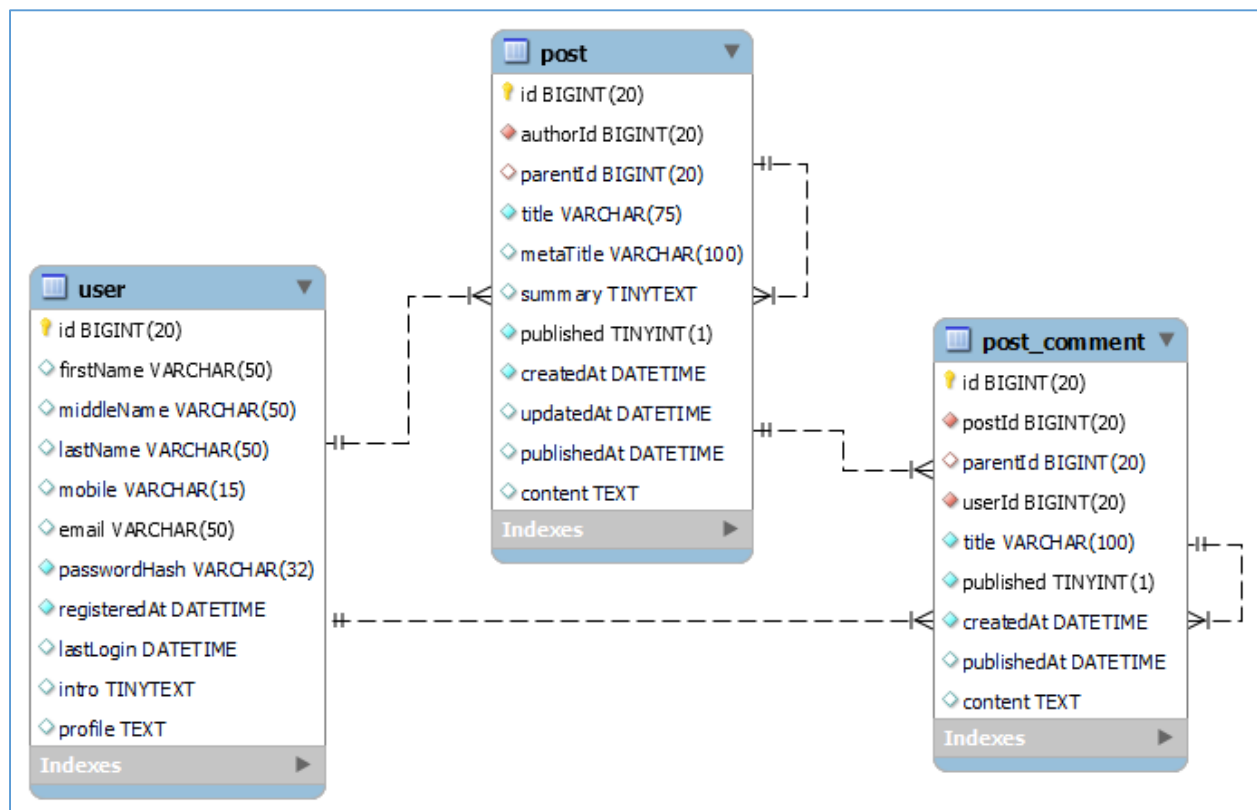 post
id BIGINT(20)
authorId BIGINT(20)
parentId BIGINT(20)
title VARCHAR(75)
metaTitle VARCHAR(100)
summary TINYTEXT
published TINYINT(1)
createdAt DATETIME
updatedAt DATETIME
publishedAt DATETIME
content TEXT
Indexes
user
id BIGINT(20)
firstName VARCHAR(50)
middleName VARCHAR(50)
lastName VARCHAR(50)
mobile VARCHAR(15)
email VARCHAR(50)
passwordHash VARCHAR(32)
registeredAt DATETIME
lastLogin DATETIME
intro TINYTEXT
profile TEXT
Indexes
post_comment
id BIGINT(20)
postId BIGINT(20)
parentId BIGINT(20)
userId BIGINT(20)
title VARCHAR(100)
published TINYINT(1)
createdAt DATETIME
publishedAt DATETIME
content TEXT
Indexes